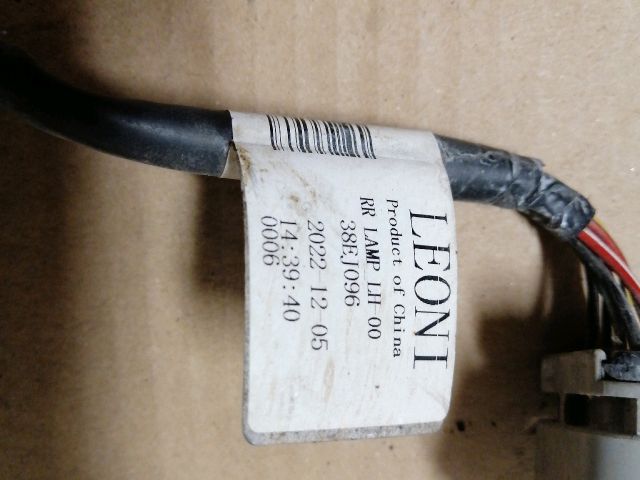 LEONI
Product of China
RR LAMP LH-00
38EJ096
2022-12-05
14:39:40
0006